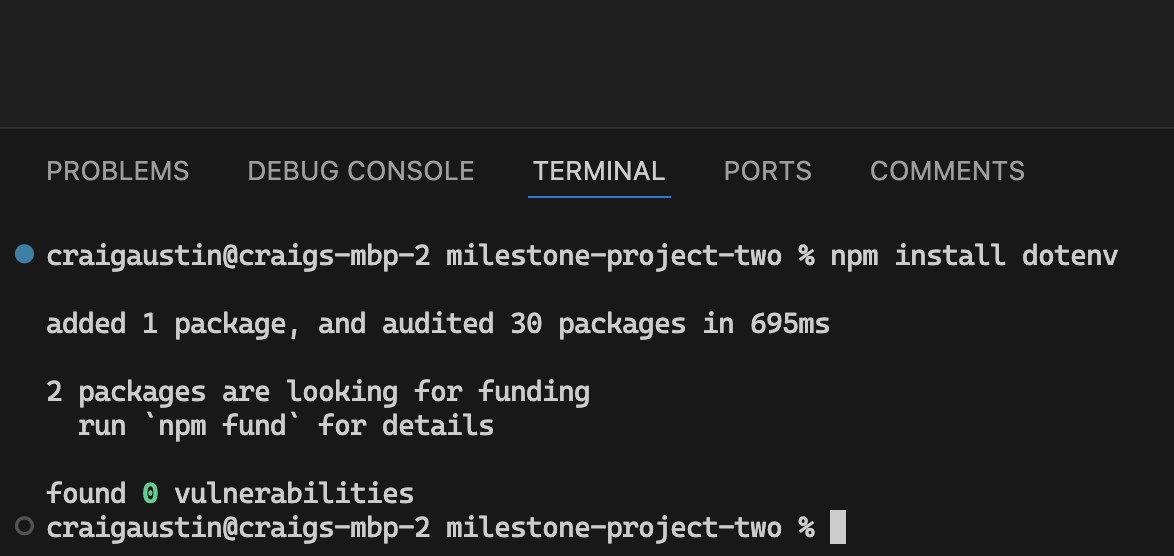 PROBLEMS DEBUG CONSOLE TERMINAL PORTS COMMENTS
craigaustin@craigs-mbp-2 milestone-project-two % npm install dotenv
added 1 package, and audited 30 packages in 695ms
2 packages are looking for funding
run `npm fund` for details
found 0 vulnerabilities
craigaustin@craigs-mbp-2 milestone-project-two %